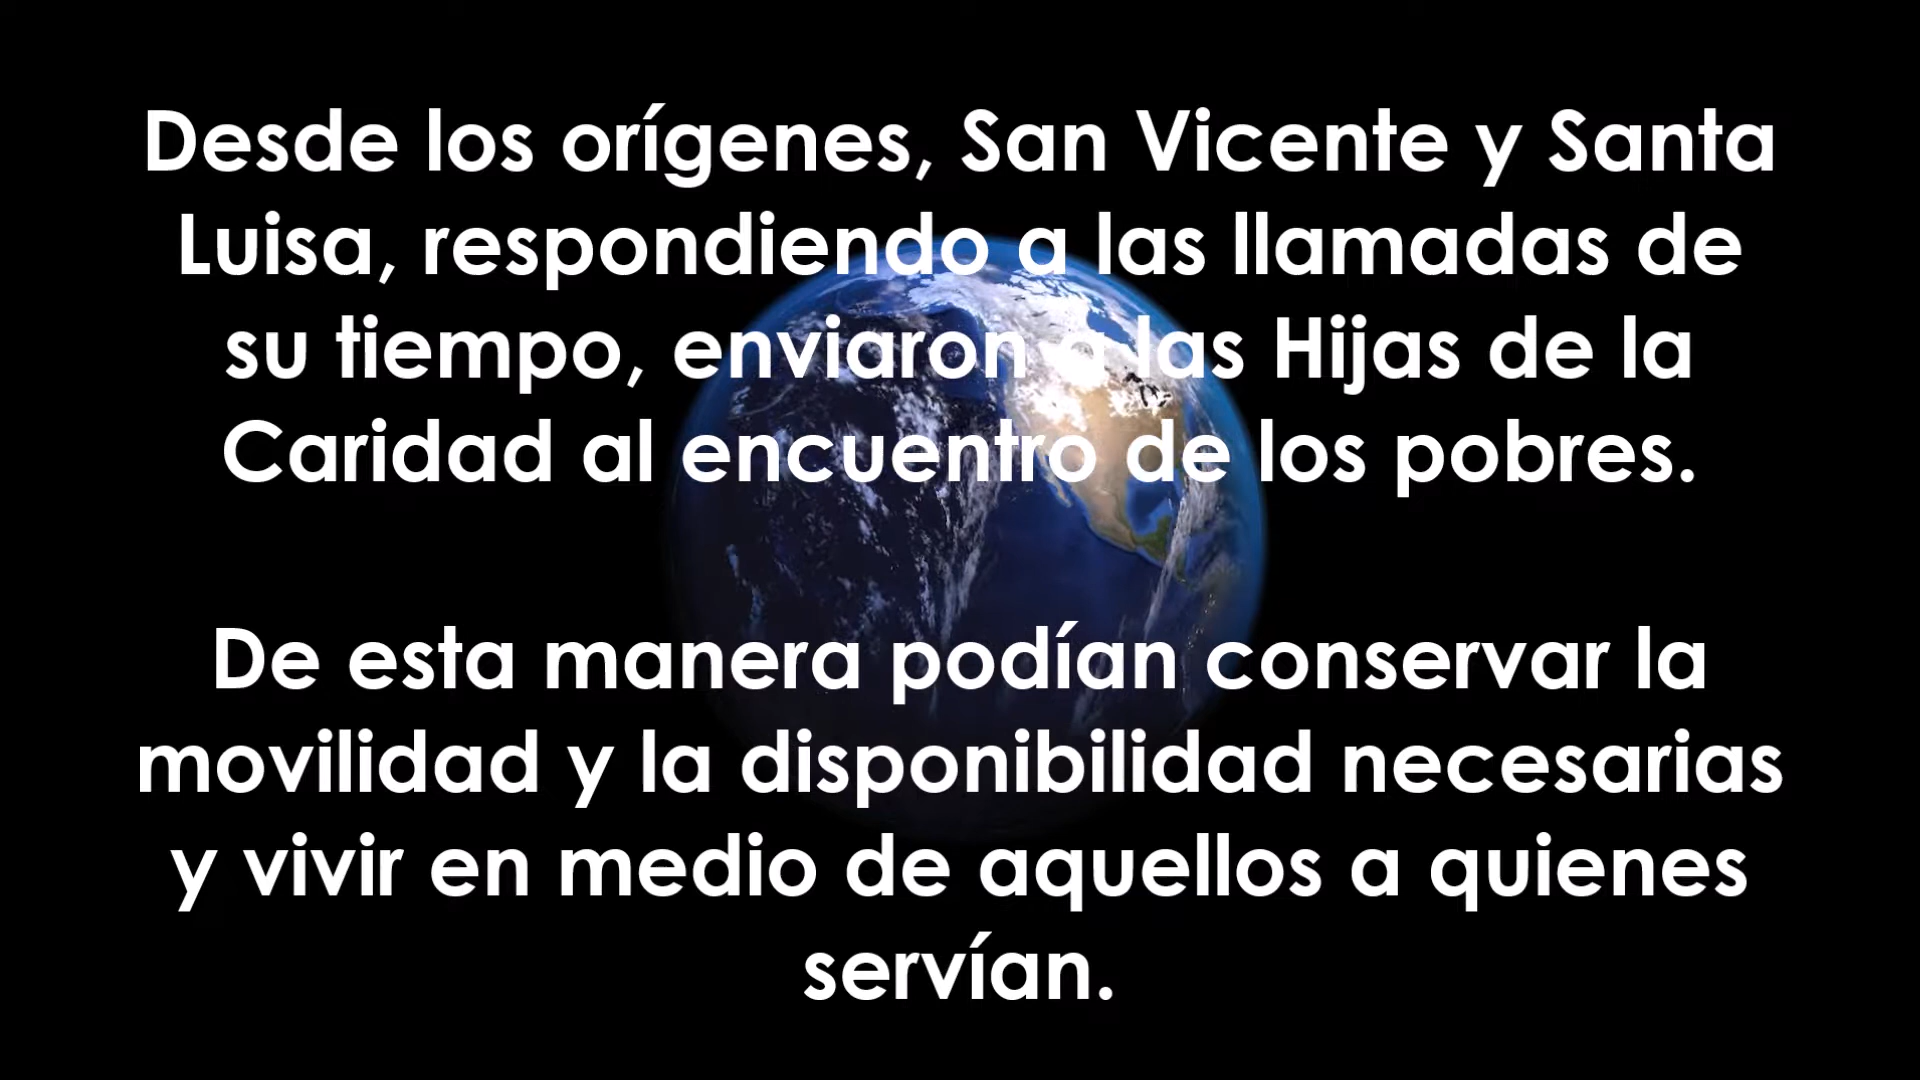 Desde los orígenes, San Vicente y Santa
Luisa, respondiendo a las llamadas de
su tiempo, enviaron a las Hijas de la
Caridad al encuentro de los pobres.
De esta manera podían conservar la
movilidad y la disponibilidad necesarias
y vivir en medio de aquellos a quienes
servían.